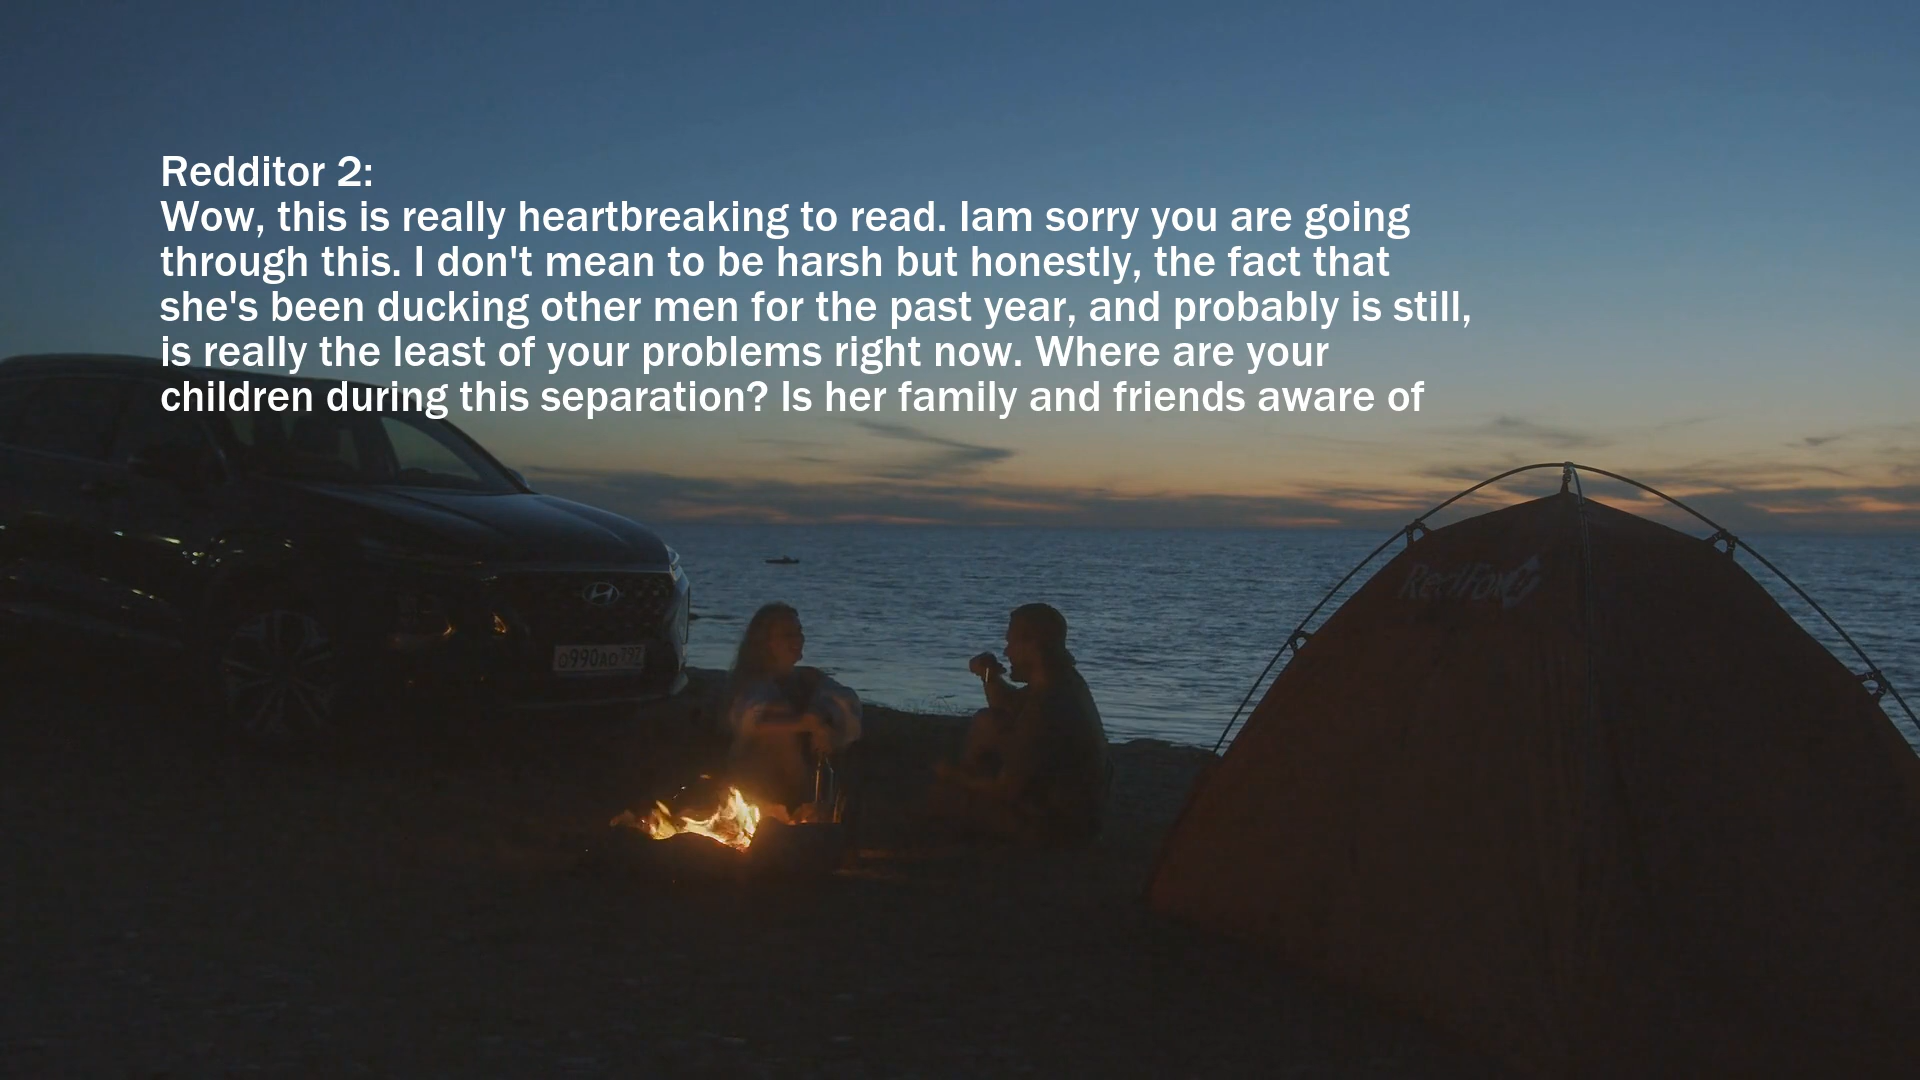 Redditor 2:
Wow, this is really heartbreaking to read. Iam sorry you are going
through this. I don't mean to be harsh but honestly, the fact that
she's been ducking other men for the past year, and probably is still,
is really the least of your problems right now. Where are your
children during this separation? Is her family and friends aware of
RedFox
О990АО 797